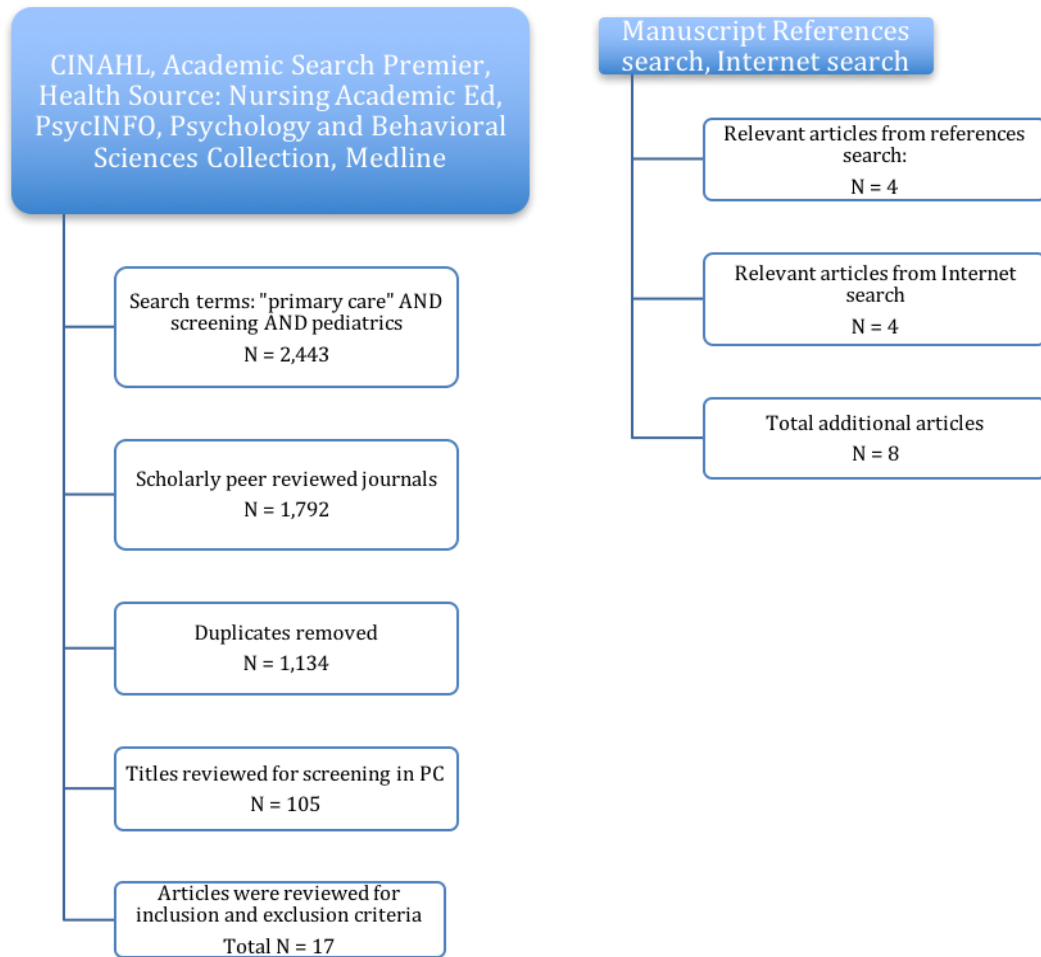 CINAHL, Academic Search Premier,
Health Source: Nursing Academic Ed,
PsycINFO, Psychology and Behavioral
Sciences Collection, Medline
Search terms: "primary care" AND
screening AND pediatrics
N = 2,443
Scholarly peer reviewed journals
N = 1,792
Duplicates removed
N = 1,134
Titles reviewed for screening in PC
N = 105
Articles were reviewed for
inclusion and exclusion criteria
Total N = 17
Manuscript References
search, Internet search
Relevant articles from references
search:
N = 4
Relevant articles from Internet
search
N = 4
Total additional articles
N = 8